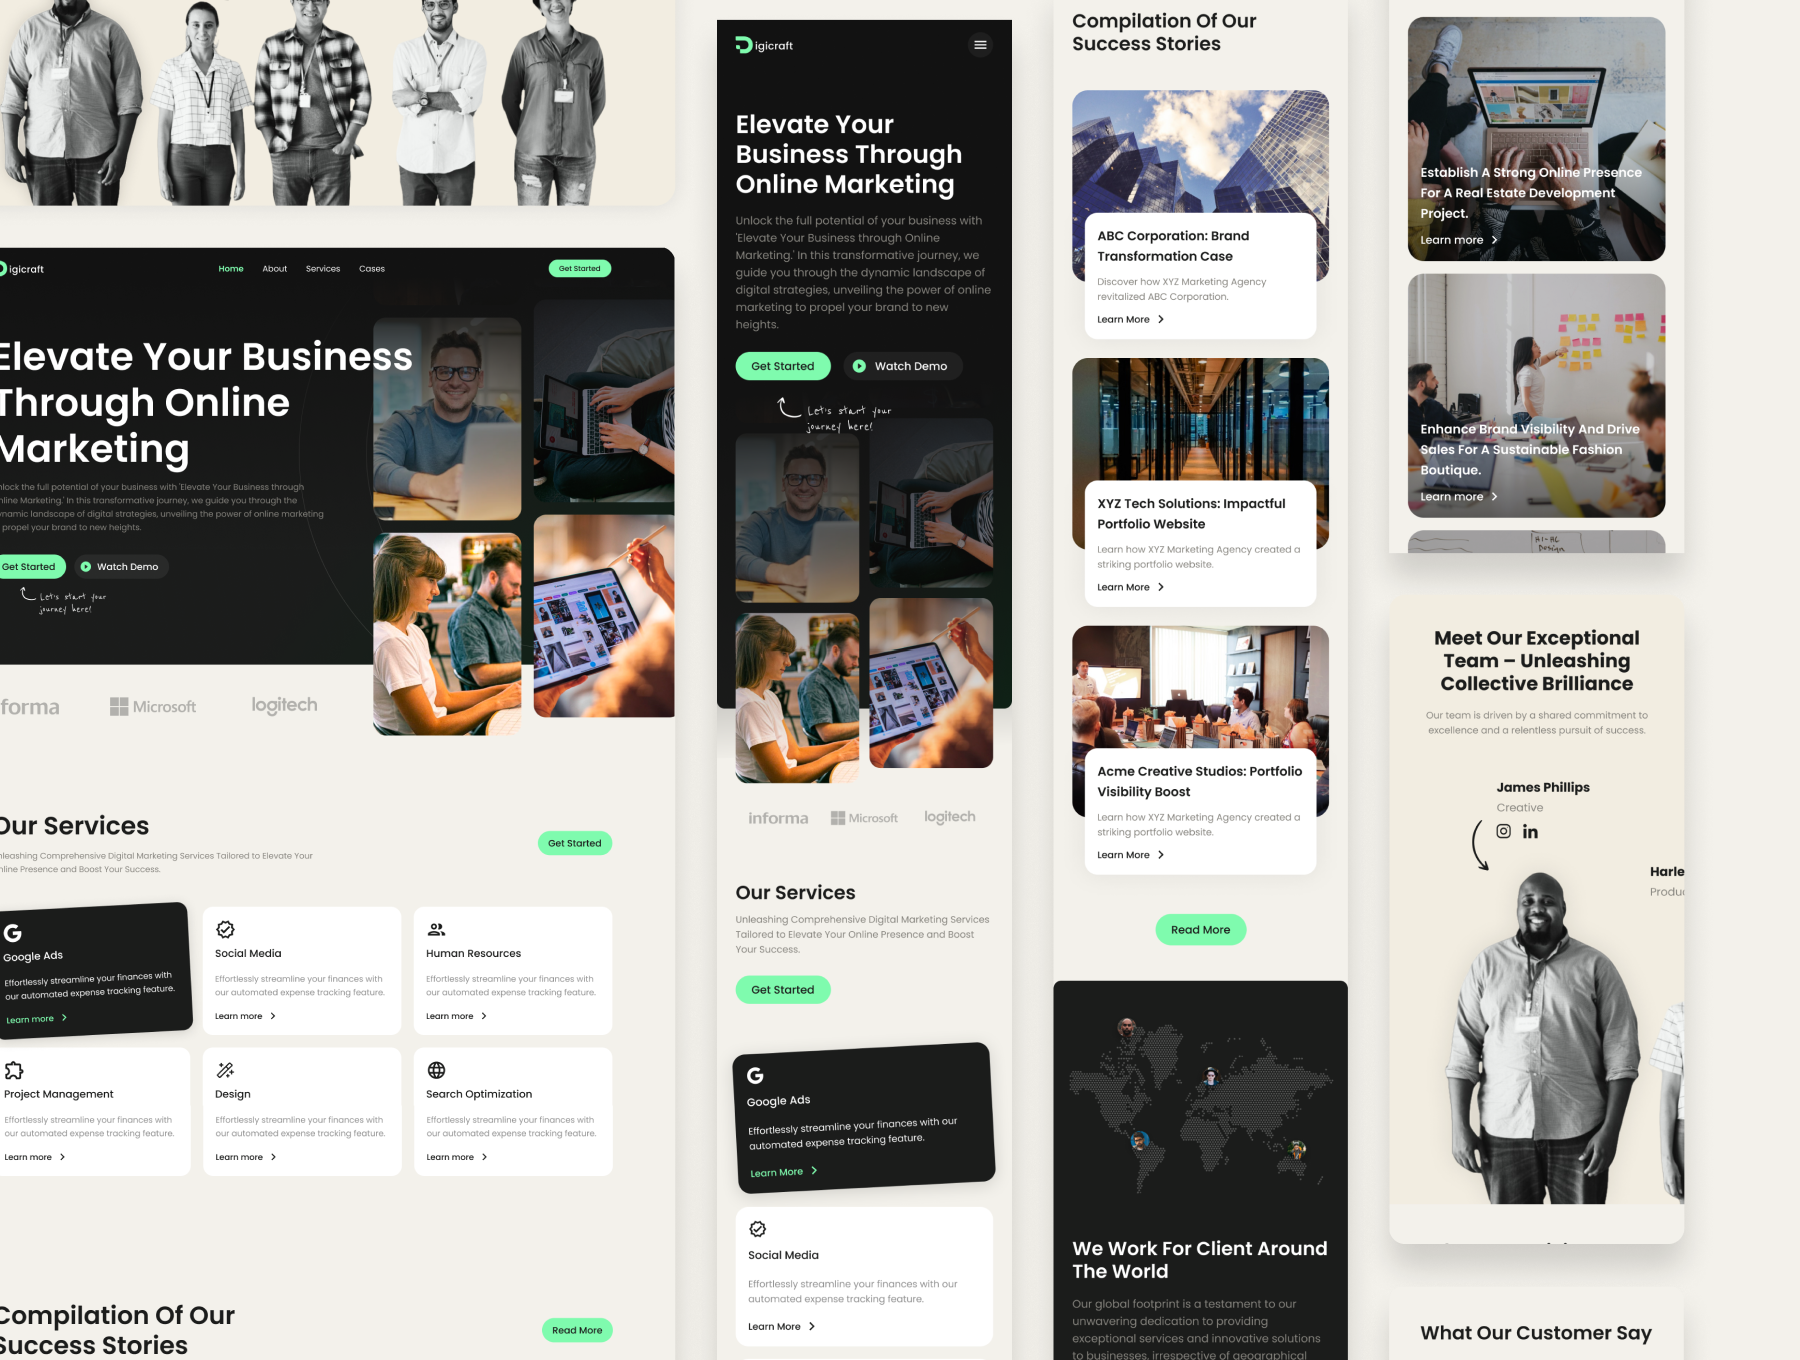 igicraft
Home
About
Services
Cases
Get Started
Elevate Your Business
Through Online
Marketing
full potential of your business with 'Elevate Your Business through
Marketing.' In this transformative journey, we guide you through the
landscape of digital strategies, unveiling the power of online marketing
propel your brand to new heights.
Get Started
Watch Demo
Let's start your
journey here!
informa
Microsoft
logitech
Our Services
Comprehensive Digital Marketing Services Tailored to Elevate Your
Presence and Boost Your Success.
Get Started
Google Ads
Effortlessly streamline your finances with
our automated expense tracking feature.
Learn more
Social Media
Effortlessly streamline your finances with
our automated expense tracking feature.
Learn more
Human Resources
Effortlessly streamline your finances with
our automated expense tracking feature.
Learn more
Project Management
Effortlessly streamline your finances with
our automated expense tracking feature.
Learn more
Design
Effortlessly streamline your finances with
our automated expense tracking feature.
Learn more
Search Optimization
Effortlessly streamline your finances with
our automated expense tracking feature.
Learn more
Compilation Of Our
Success Stories
Read More
Digicraft
Elevate Your
Business Through
Online Marketing
Unlock the full potential of your business with
'Elevate Your Business through Online
Marketing.' In this transformative journey, we
guide you through the dynamic landscape of
digital strategies, unveiling the power of online
marketing to propel your brand to new
heights.
Get Started
Watch Demo
Let's start your
journey here!
informa
Microsoft
logitech
Our Services
Unleashing Comprehensive Digital Marketing Services
Tailored to Elevate Your Online Presence and Boost
Your Success.
Get Started
Google Ads
Effortlessly streamline your finances with our
automated expense tracking feature.
Learn More
Social Media
Effortlessly streamline your finances with our
automated expense tracking feature.
Learn More
Compilation Of Our
Success Stories
ABC Corporation: Brand
Transformation Case
Discover how XYZ Marketing Agency
revitalized ABC Corporation.
Learn More
XYZ Tech Solutions: Impactful
Portfolio Website
Learn how XYZ Marketing Agency created a
striking portfolio website.
Learn More
Acme Creative Studios: Portfolio
Visibility Boost
Learn how XYZ Marketing Agency created a
striking portfolio website.
Learn More
Read More
We Work For Client Around
The World
Our global footprint is a testament to our
unwavering dedication to providing
exceptional services and innovative solutions
to businesses, irrespective of geographical
Establish A Strong Online Presence
For A Real Estate Development
Project.
Learn more
Enhance Brand Visibility And Drive
Sales For A Sustainable Fashion
Boutique.
Learn more
HI-HC
Design
Meet Our Exceptional
Team – Unleashing
Collective Brilliance
Our team is driven by a shared commitment to
excellence and a relentless pursuit of success.
James Phillips
Creative
Harle
Produ
What Our Customer Say